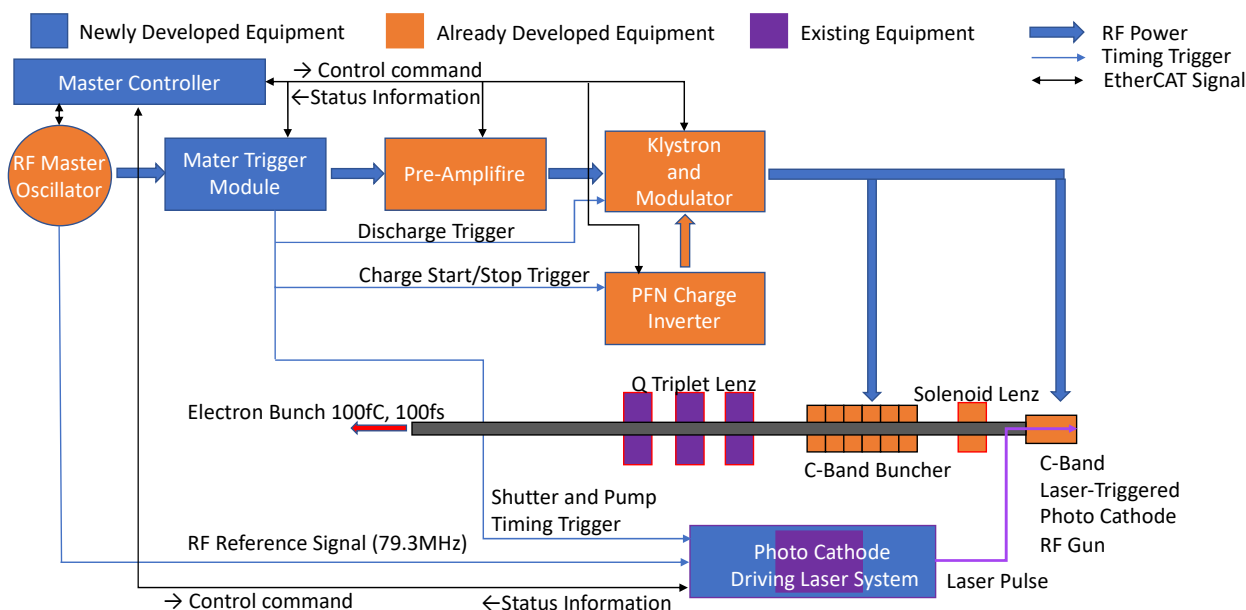 Newly Developed Equipment
Already Developed Equipment
Existing Equipment
RF Power
Timing Trigger
EtherCAT Signal
Master Controller
→ Control command
←Status Information
RF Master
Oscillator
Mater Trigger
Module
Pre-Amplifire
Klystron
and
Modulator
Discharge Trigger
Charge Start/Stop Trigger
PFN Charge
Inverter
Q Triplet Lenz
Solenoid Lenz
Electron Bunch 100fC, 100fs
C-Band Buncher
C-Band
Laser-Triggered
Photo Cathode
RF Gun
Shutter and Pump
Timing Trigger
RF Reference Signal (79.3MHz)
Photo Cathode
Driving Laser System
Laser Pulse
→ Control command
←Status Information